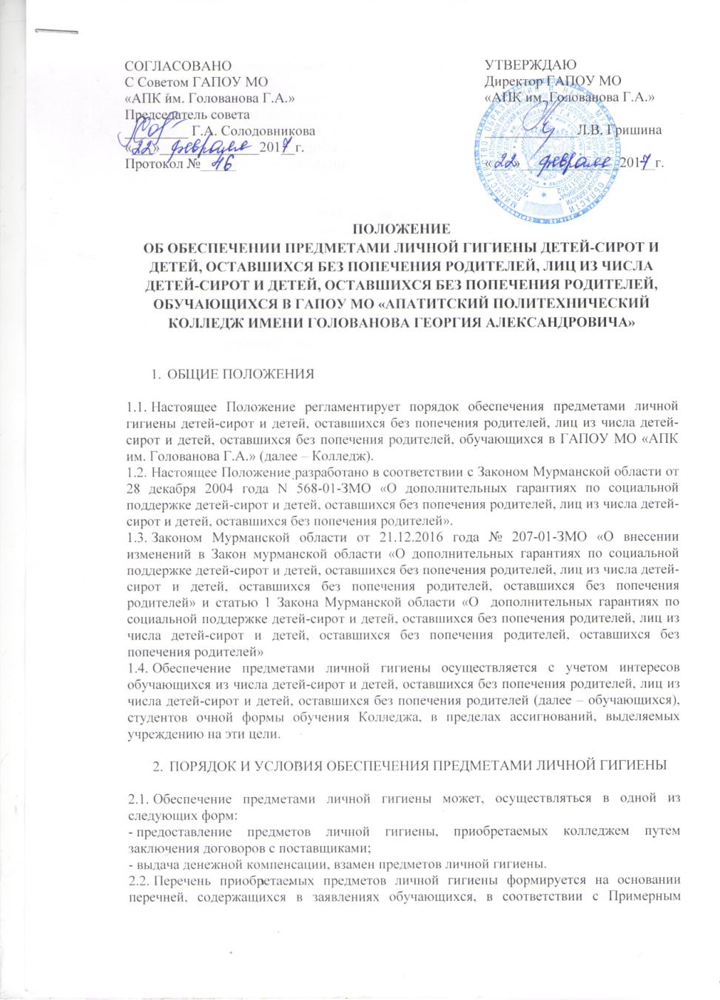 СОГЛАСОВАНО
С Советом ГАПОУ МО
«АПК им. Голованова Г.А.»
Председатель совета
Г.А. Солодовникова
«22» февраля 2017 г.
Протокол № 46
УТВЕРЖДАЮ
Директор ГАПОУ МО
«АПК им. Голованова Г.А.»
Л.В. Гришина
«22» февраля 2017 г.
ПОЛОЖЕНИЕ
ОБ ОБЕСПЕЧЕНИИ ПРЕДМЕТАМИ ЛИЧНОЙ ГИГИЕНЫ ДЕТЕЙ-СИРОТ И
ДЕТЕЙ, ОСТАВШИХСЯ БЕЗ ПОПЕЧЕНИЯ РОДИТЕЛЕЙ, ЛИЦ ИЗ ЧИСЛА
ДЕТЕЙ-СИРОТ И ДЕТЕЙ, ОСТАВШИХСЯ БЕЗ ПОПЕЧЕНИЯ РОДИТЕЛЕЙ,
ОБУЧАЮЩИХСЯ В ГАПОУ МО «АПАТИТСКИЙ ПОЛИТЕХНИЧЕСКИЙ
КОЛЛЕДЖ ИМЕНИ ГОЛОВАНОВА ГЕОРГИЯ АЛЕКСАНДРОВИЧА»
1. ОБЩИЕ ПОЛОЖЕНИЯ
1.1. Настоящее Положение регламентирует порядок обеспечения предметами личной
гигиены детей-сирот и детей, оставшихся без попечения родителей, лиц из числа детей-
сирот и детей, оставшихся без попечения родителей, обучающихся в ГАПОУ МО «АПК
им. Голованова Г.А.» (далее – Колледж).
1.2. Настоящее Положение разработано в соответствии с Законом Мурманской области от
28 декабря 2004 года N 568-01-ЗМО «О дополнительных гарантиях по социальной
поддержке детей-сирот и детей, оставшихся без попечения родителей, лиц из числа детей-
сирот и детей, оставшихся без попечения родителей».
1.3. Законом Мурманской области от 21.12.2016 года № 207-01-ЗМО «О внесении
изменений в Закон мурманской области «О дополнительных гарантиях по социальной
поддержке детей-сирот и детей, оставшихся без попечения родителей, лиц из числа детей-
сирот и детей, оставшихся без попечения родителей, оставшихся без попечения
родителей» и статью 1 Закона Мурманской области «О дополнительных гарантиях по
социальной поддержке детей-сирот и детей, оставшихся без попечения родителей, лиц из
числа детей-сирот и детей, оставшихся без попечения родителей, оставшихся без
попечения родителей»
1.4. Обеспечение предметами личной гигиены осуществляется с учетом интересов
обучающихся из числа детей-сирот и детей, оставшихся без попечения родителей, лиц из
числа детей-сирот и детей, оставшихся без попечения родителей (далее – обучающихся),
студентов очной формы обучения Колледжа, в пределах ассигнований, выделяемых
учреждению на эти цели.
2. ПОРЯДОК И УСЛОВИЯ ОБЕСПЕЧЕНИЯ ПРЕДМЕТАМИ ЛИЧНОЙ ГИГИЕНЫ
2.1. Обеспечение предметами личной гигиены может, осуществляться в одной из
следующих форм:
- предоставление предметов личной гигиены, приобретаемых колледжем путем
заключения договоров с поставщиками;
- выдача денежной компенсации, взамен предметов личной гигиены.
2.2. Перечень приобретаемых предметов личной гигиены формируется на основании
перечней, содержащихся в заявлениях обучающихся, в соответствии с Примерным